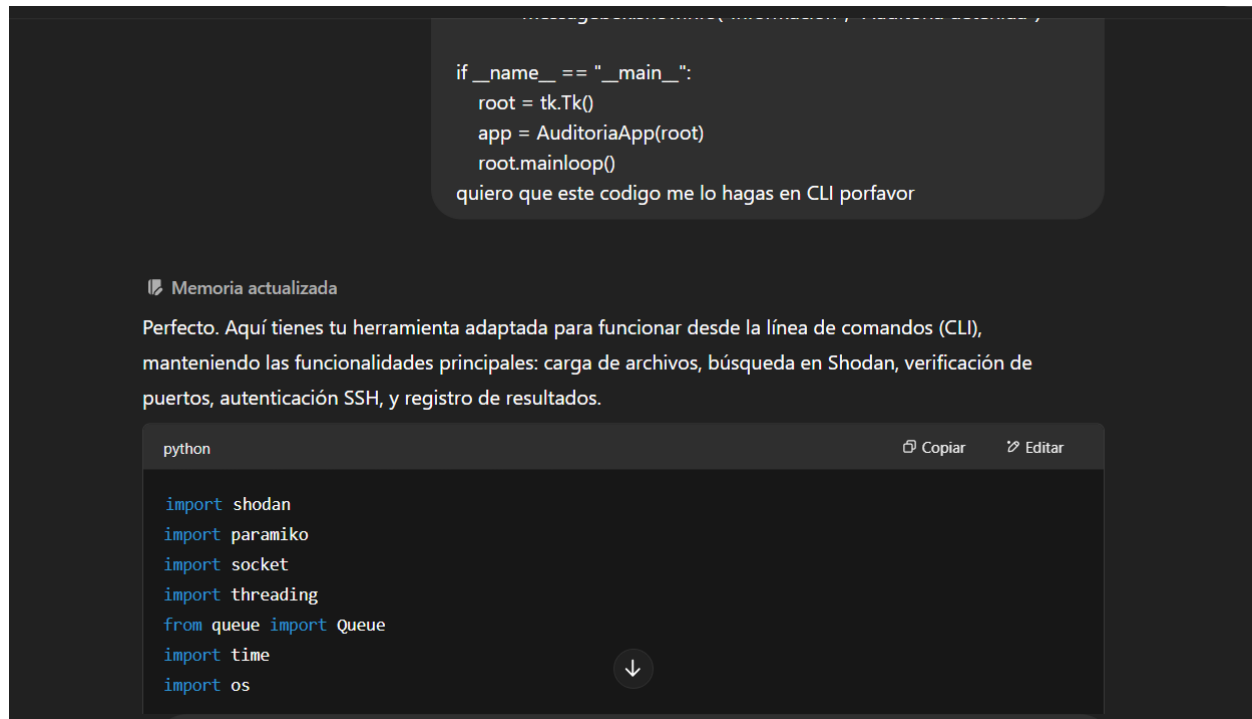 if __name__ == "__main__":
root = tk.Tk()
app = AuditoriaApp(root)
root.mainloop()
quiero que este codigo me lo hagas en CLI porfavor
Memoria actualizada
Perfecto. Aquí tienes tu herramienta adaptada para funcionar desde la línea de comandos (CLI),
manteniendo las funcionalidades principales: carga de archivos, búsqueda en Shodan, verificación de
puertos, autenticación SSH, y registro de resultados.
python Copiar Editar
import shodan
import paramiko
import socket
import threading
from queue import Queue
import time
import os